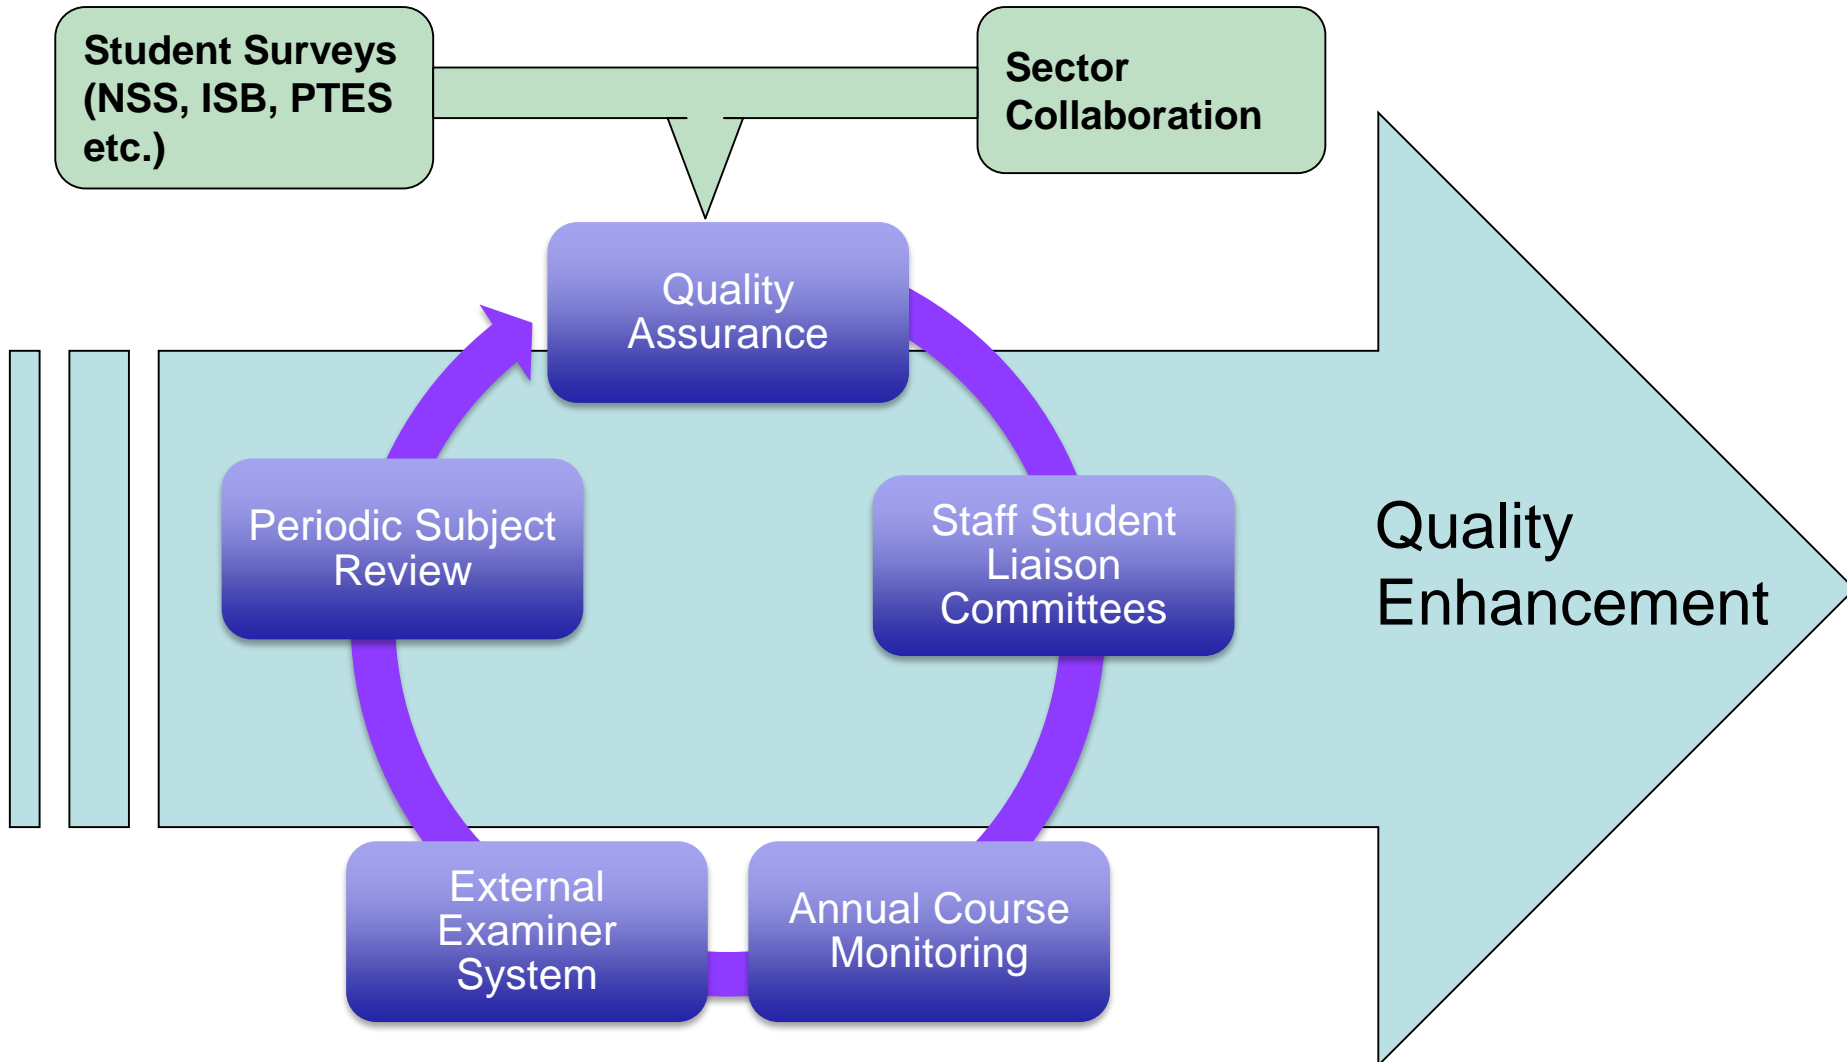 Student Surveys
(NSS, ISB, PTES
etc.)
Sector
Collaboration
Quality
Assurance
Periodic Subject
Review
Staff Student
Liaison
Committees
Quality
Enhancement
External
Examiner
System
Annual Course
Monitoring